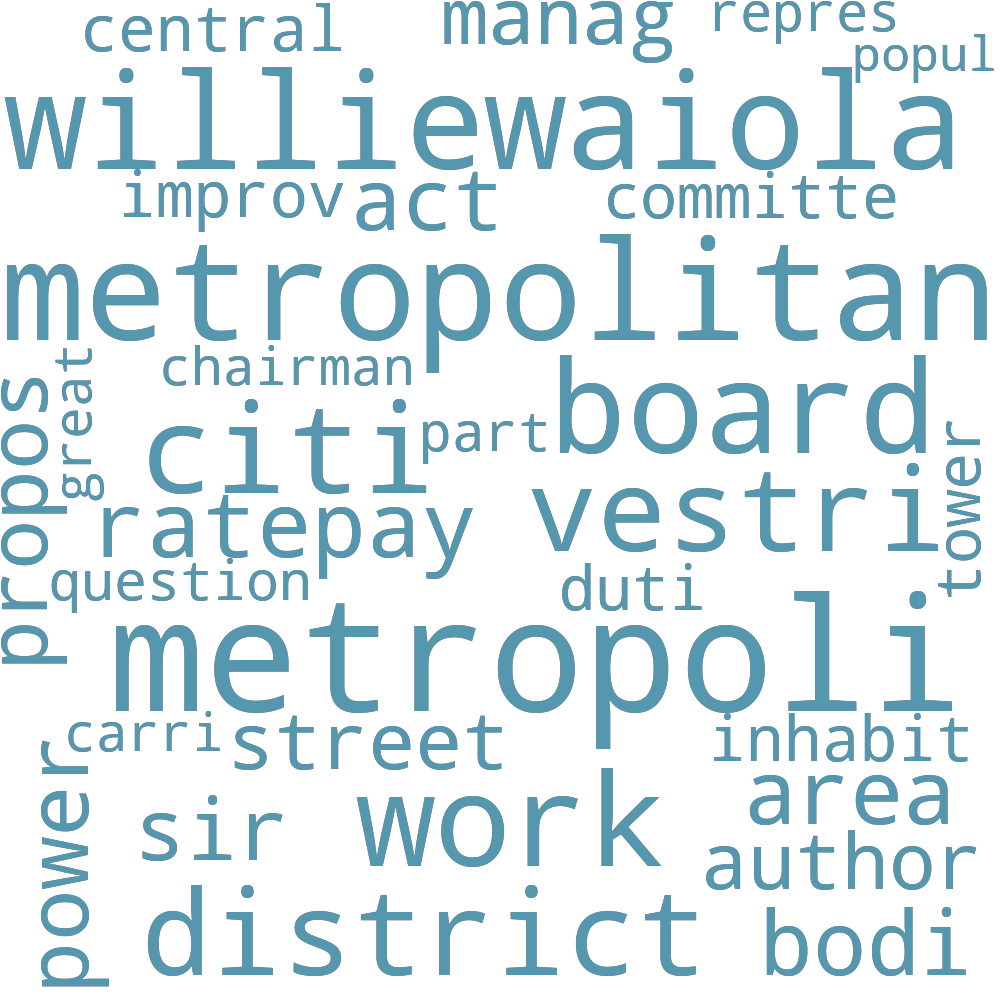 central manag repres
popul
williewaiola
improv act committe
metropolitan
chairman board
great
propos
citi part
tower
ratepay vestri
question duti
metropoli
carri street inhabit
power
sir work area
author
district bodi